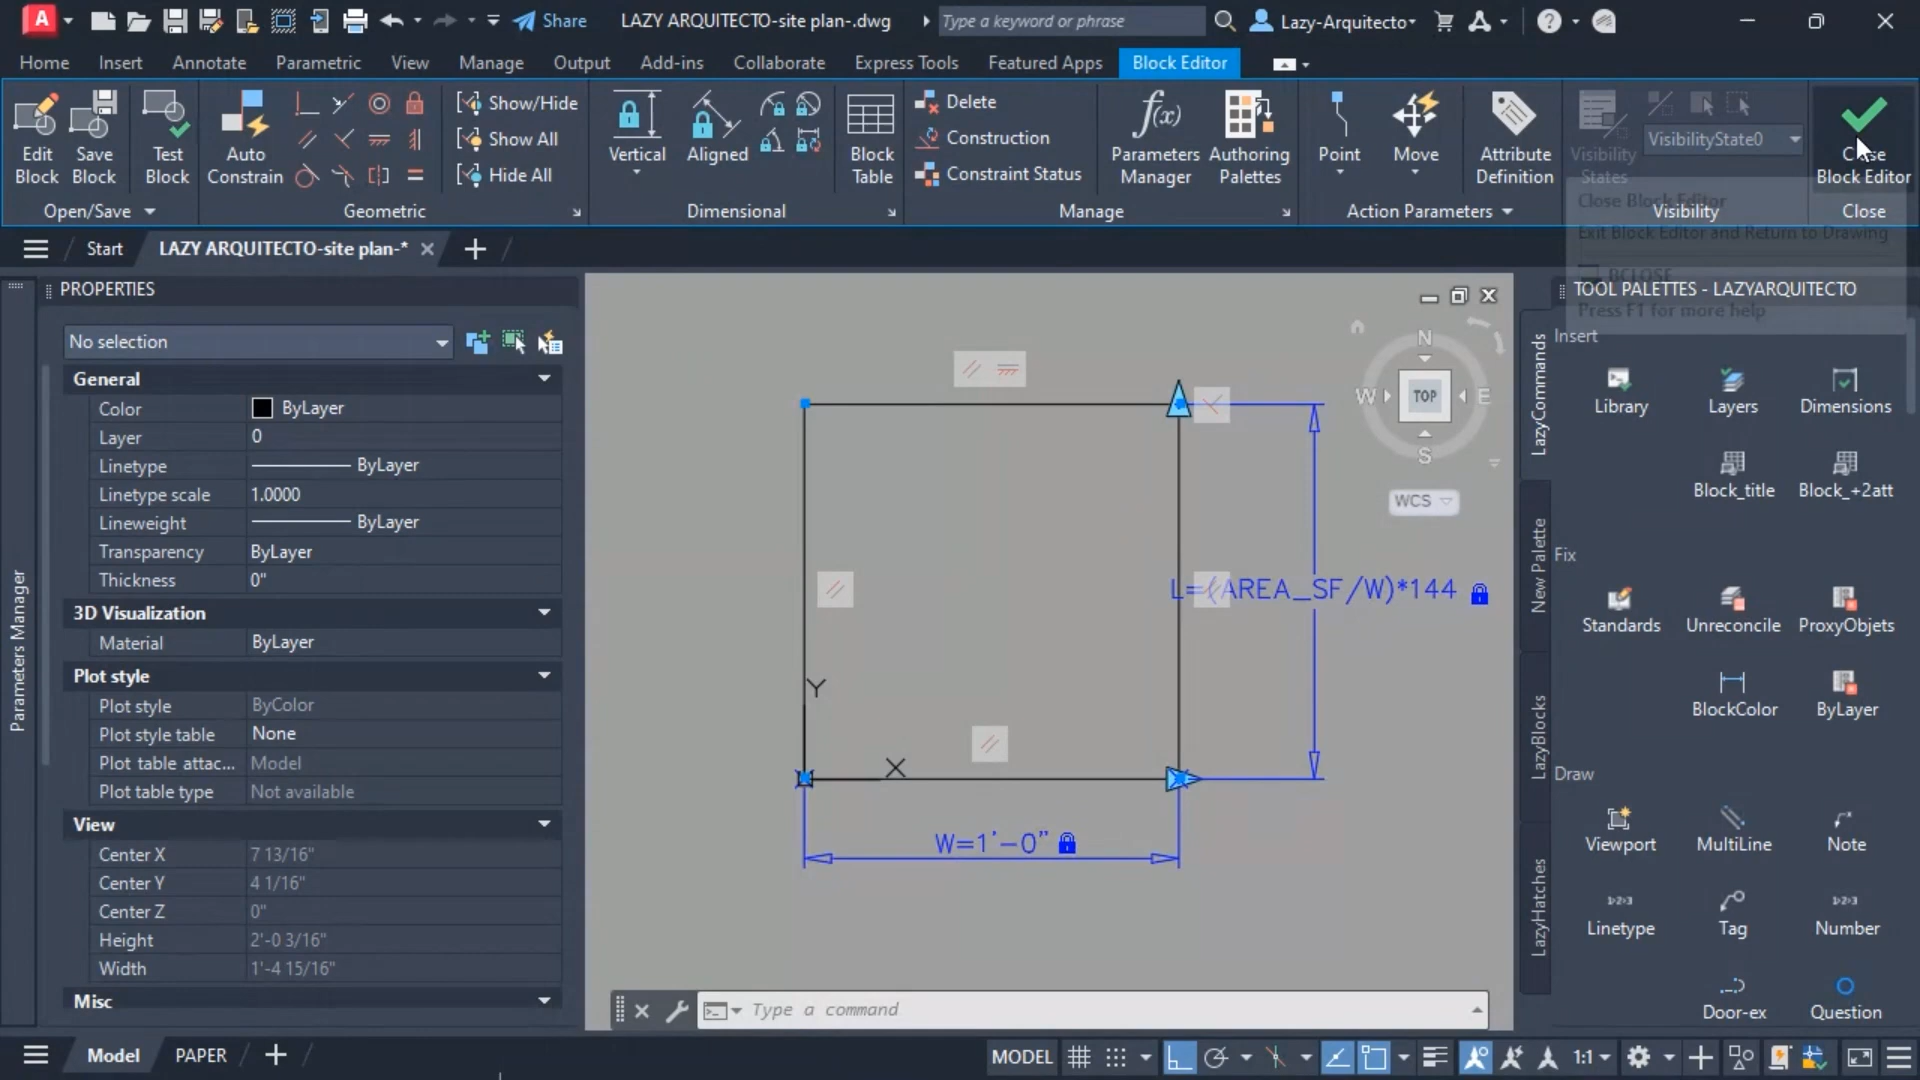 Share
LAZY ARQUITECTO-site plan-.dwg
Type a keyword or phrase
Lazy-Arquitecto
Home Insert Annotate Parametric View Manage Output Add-ins Collaborate Express Tools Featured Apps Block Editor
Edit Block
Save Block
Test Block
Open/Save
Auto Constrain
Show/Hide
Show All
Hide All
Geometric
Vertical
Aligned
Dimensional
Block Table
Delete
Construction
Constraint Status
Manage
Parameters Manager
Authoring Palettes
Point
Move
Action Parameters
Attribute Definition
Visibility States
VisibilityState0
Visibility
Close Block Editor
Close
Close Block Editor
Exit Block Editor and Return to Drawing
BCLOSE
Press F1 for more help
Start
LAZY ARQUITECTO-site plan-*
Parameters Manager
PROPERTIES
No selection
General
Color ByLayer
Layer 0
Linetype ByLayer
Linetype scale 1.0000
Lineweight ByLayer
Transparency ByLayer
Thickness 0"
3D Visualization
Material ByLayer
Plot style
Plot style ByColor
Plot style table None
Plot table attac... Model
Plot table type Not available
View
Center X 7 13/16"
Center Y 4 1/16"
Center Z 0"
Height 2'-0 3/16"
Width 1'-4 15/16"
Misc
N
W TOP E
S
WCS
L=(AREA_SF/W)*144
Y
X
W=1'-0"
Type a command
TOOL PALETTES - LAZYARQUITECTO
LazyCommands
New Palette
LazyBlocks
LazyHatches
Insert
Library Layers Dimensions
Block_title Block_+2att
Fix
Standards Unreconcile ProxyObjets
BlockColor ByLayer
Draw
Viewport MultiLine Note
Linetype Tag Number
Door-ex Question
Model PAPER
MODEL
1:1